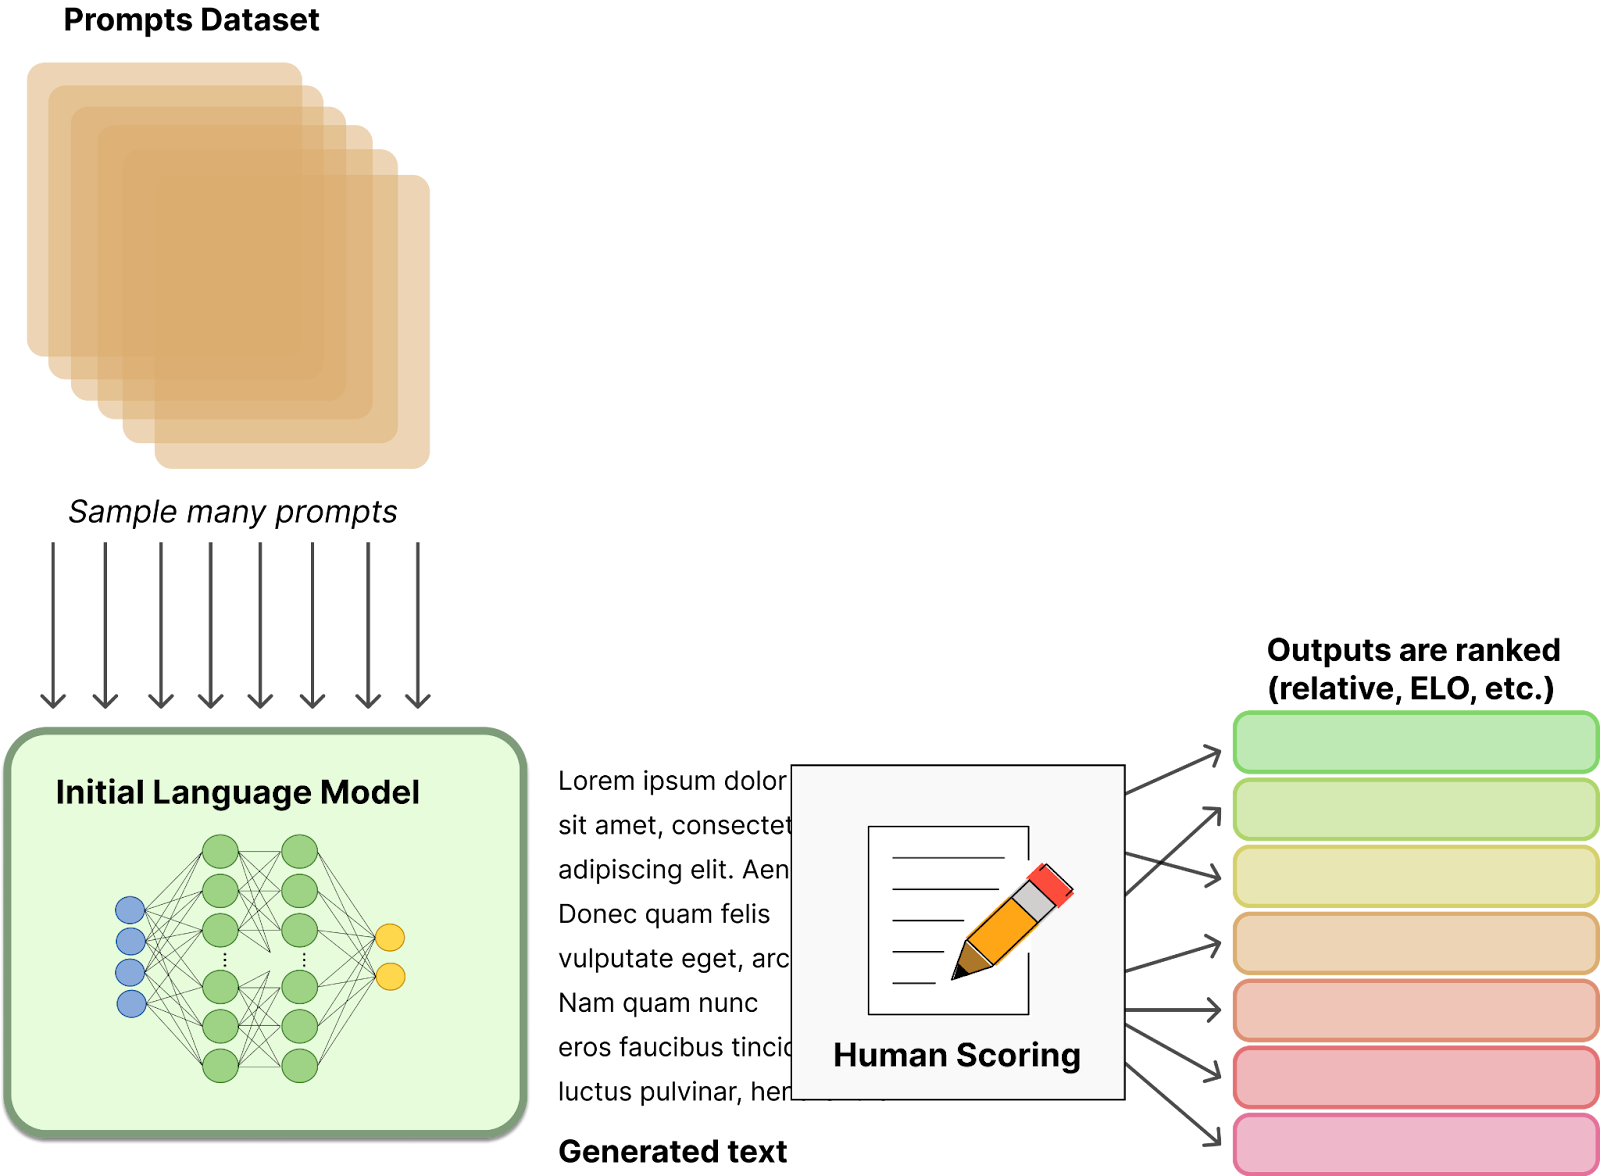 Prompts Dataset
Sample many prompts
Initial Language Model
Lorem ipsum dolor
sit amet, consectet
adipiscing elit. Aen
Donec quam felis
vulputate eget, arc
Nam quam nunc
eros faucibus tincid
luctus pulvinar, hen
Generated text
Human Scoring
Outputs are ranked
(relative, ELO, etc.)